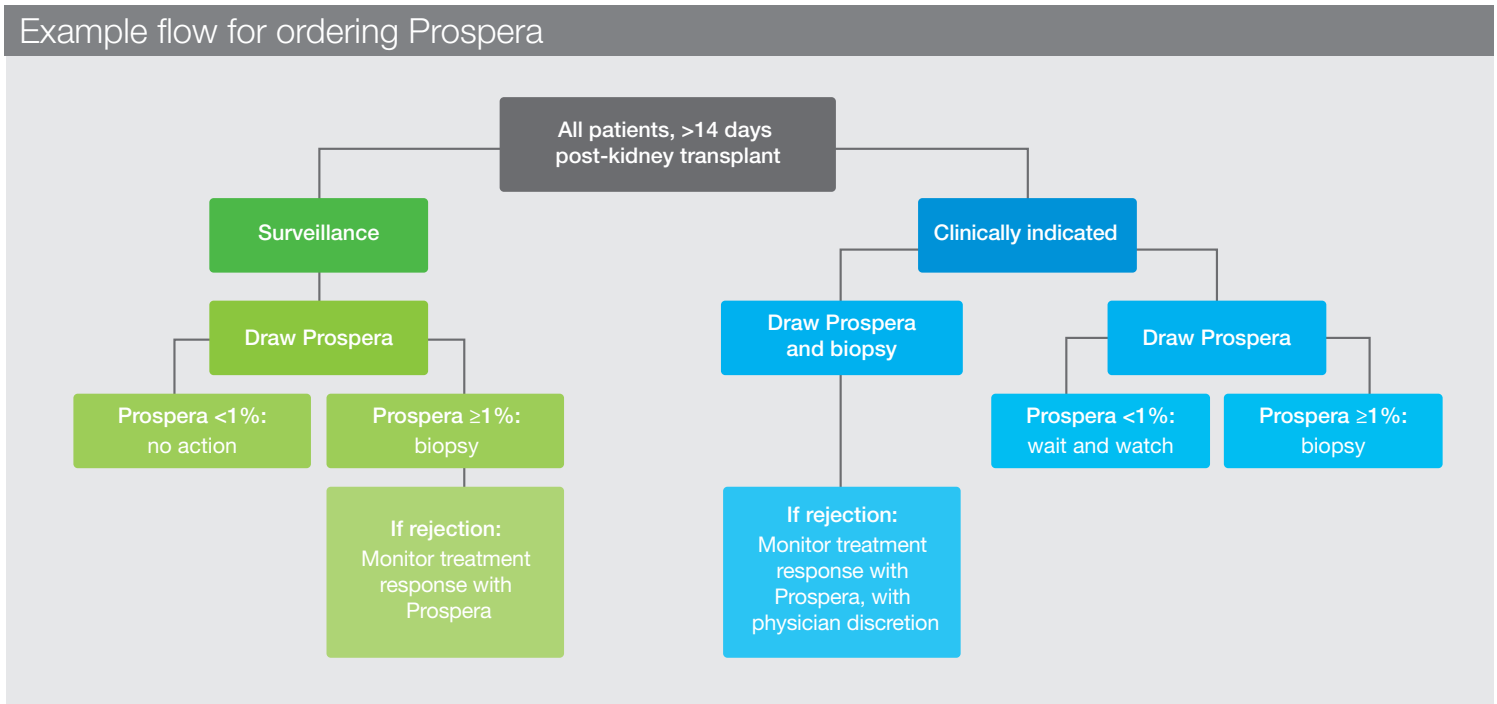 Example flow for ordering Prospera
All patients, >14 days
post-kidney transplant
Surveillance
Clinically indicated
Draw Prospera
Draw Prospera
and biopsy
Draw Prospera
Prospera <1%:
no action
Prospera ≥1%:
biopsy
Prospera <1%:
wait and watch
Prospera ≥1%:
biopsy
If rejection:
Monitor treatment
response with
Prospera
If rejection:
Monitor treatment
response with
Prospera, with
physician discretion